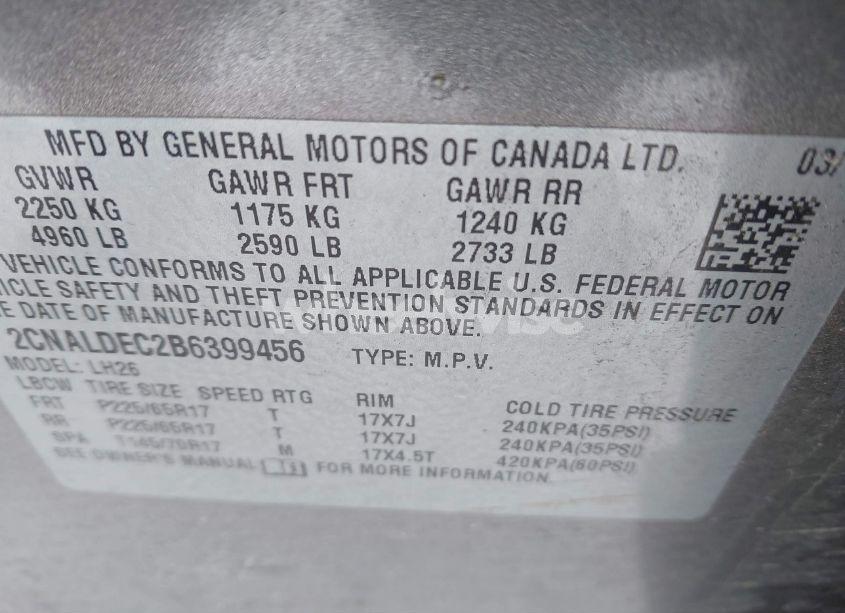 MFD BY GENERAL MOTORS OF CANADA LTD. 03/
GVWR GAWR FRT GAWR RR
2250 KG 1175 KG 1240 KG
4960 LB 2590 LB 2733 LB
VEHICLE CONFORMS TO ALL APPLICABLE U.S. FEDERAL MOTOR
ICLE SAFETY AND THEFT PREVENTION STANDARDS IN EFFECT ON
E DATE OF MANUFACTURE SHOWN ABOVE.
2CNALDEC2B6399456 TYPE: M.P.V.
MODEL: LH26
LBCW TIRE SIZE SPEED RTG RIM COLD TIRE PRESSURE
FRT P225/65R17 T 17X7J 240KPA(35PSI)
RR P225/65R17 T 17X7J 240KPA(35PSI)
SPA T145/70R17 M 17X4.5T 420KPA(60PSI)
SEE OWNER'S MANUAL FOR MORE INFORMATION.